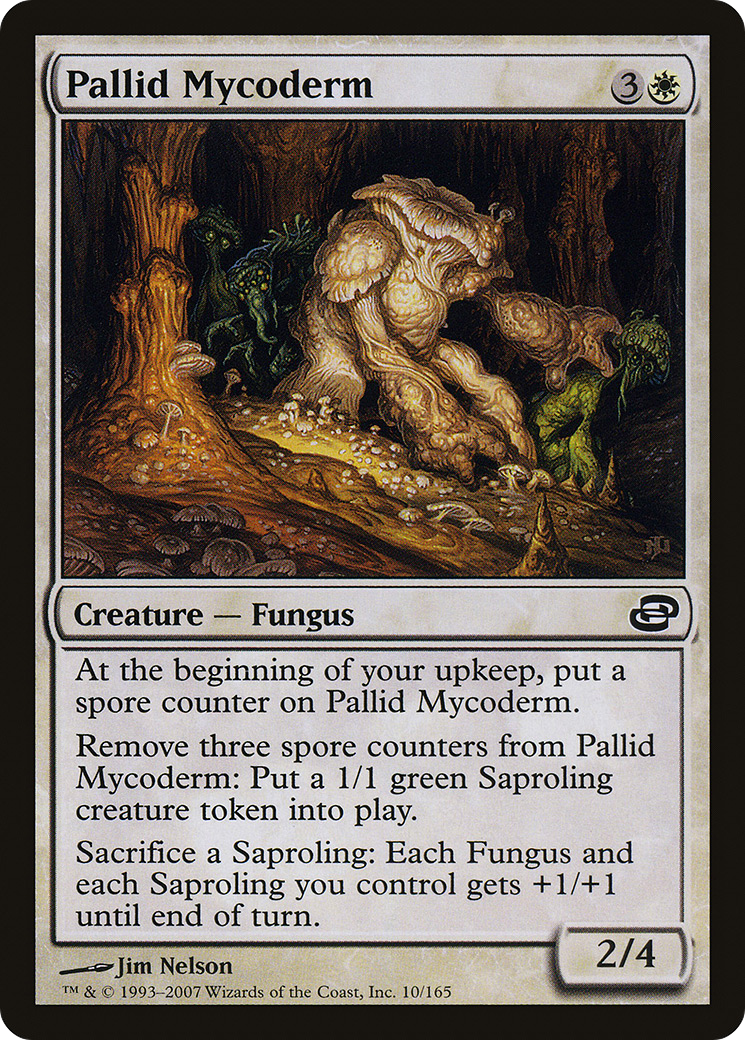 Pallid Mycoderm
3
Creature — Fungus
At the beginning of your upkeep, put a
spore counter on Pallid Mycoderm.
Remove three spore counters from Pallid
Mycoderm: Put a 1/1 green Saproling
creature token into play.
Sacrifice a Saproling: Each Fungus and
each Saproling you control gets +1/+1
until end of turn.
2/4
Jim Nelson
™ & © 1993–2007 Wizards of the Coast, Inc. 10/165